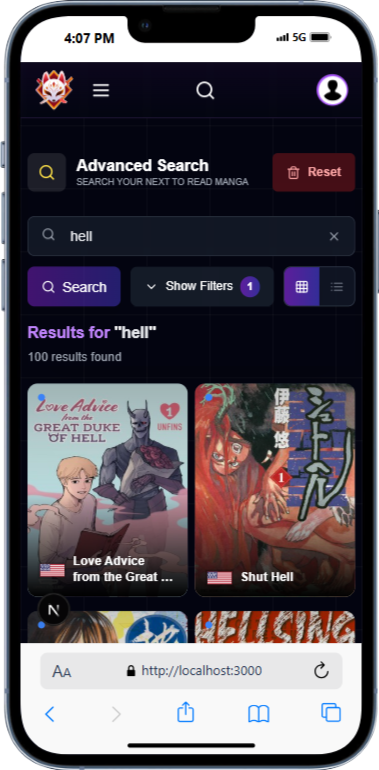 4:07 PM
5G
Advanced Search
SEARCH YOUR NEXT TO READ MANGA
Reset
hell
Search
Show Filters
1
Results for "hell"
100 results found
Love Advice
from the
GREAT DUKE
OF HELL
1
UNFINS
Love Advice
from the Great ...
伊藤 悠
シュトヘル
1
Shut Hell
N
HELLSING
AA
http://localhost:3000